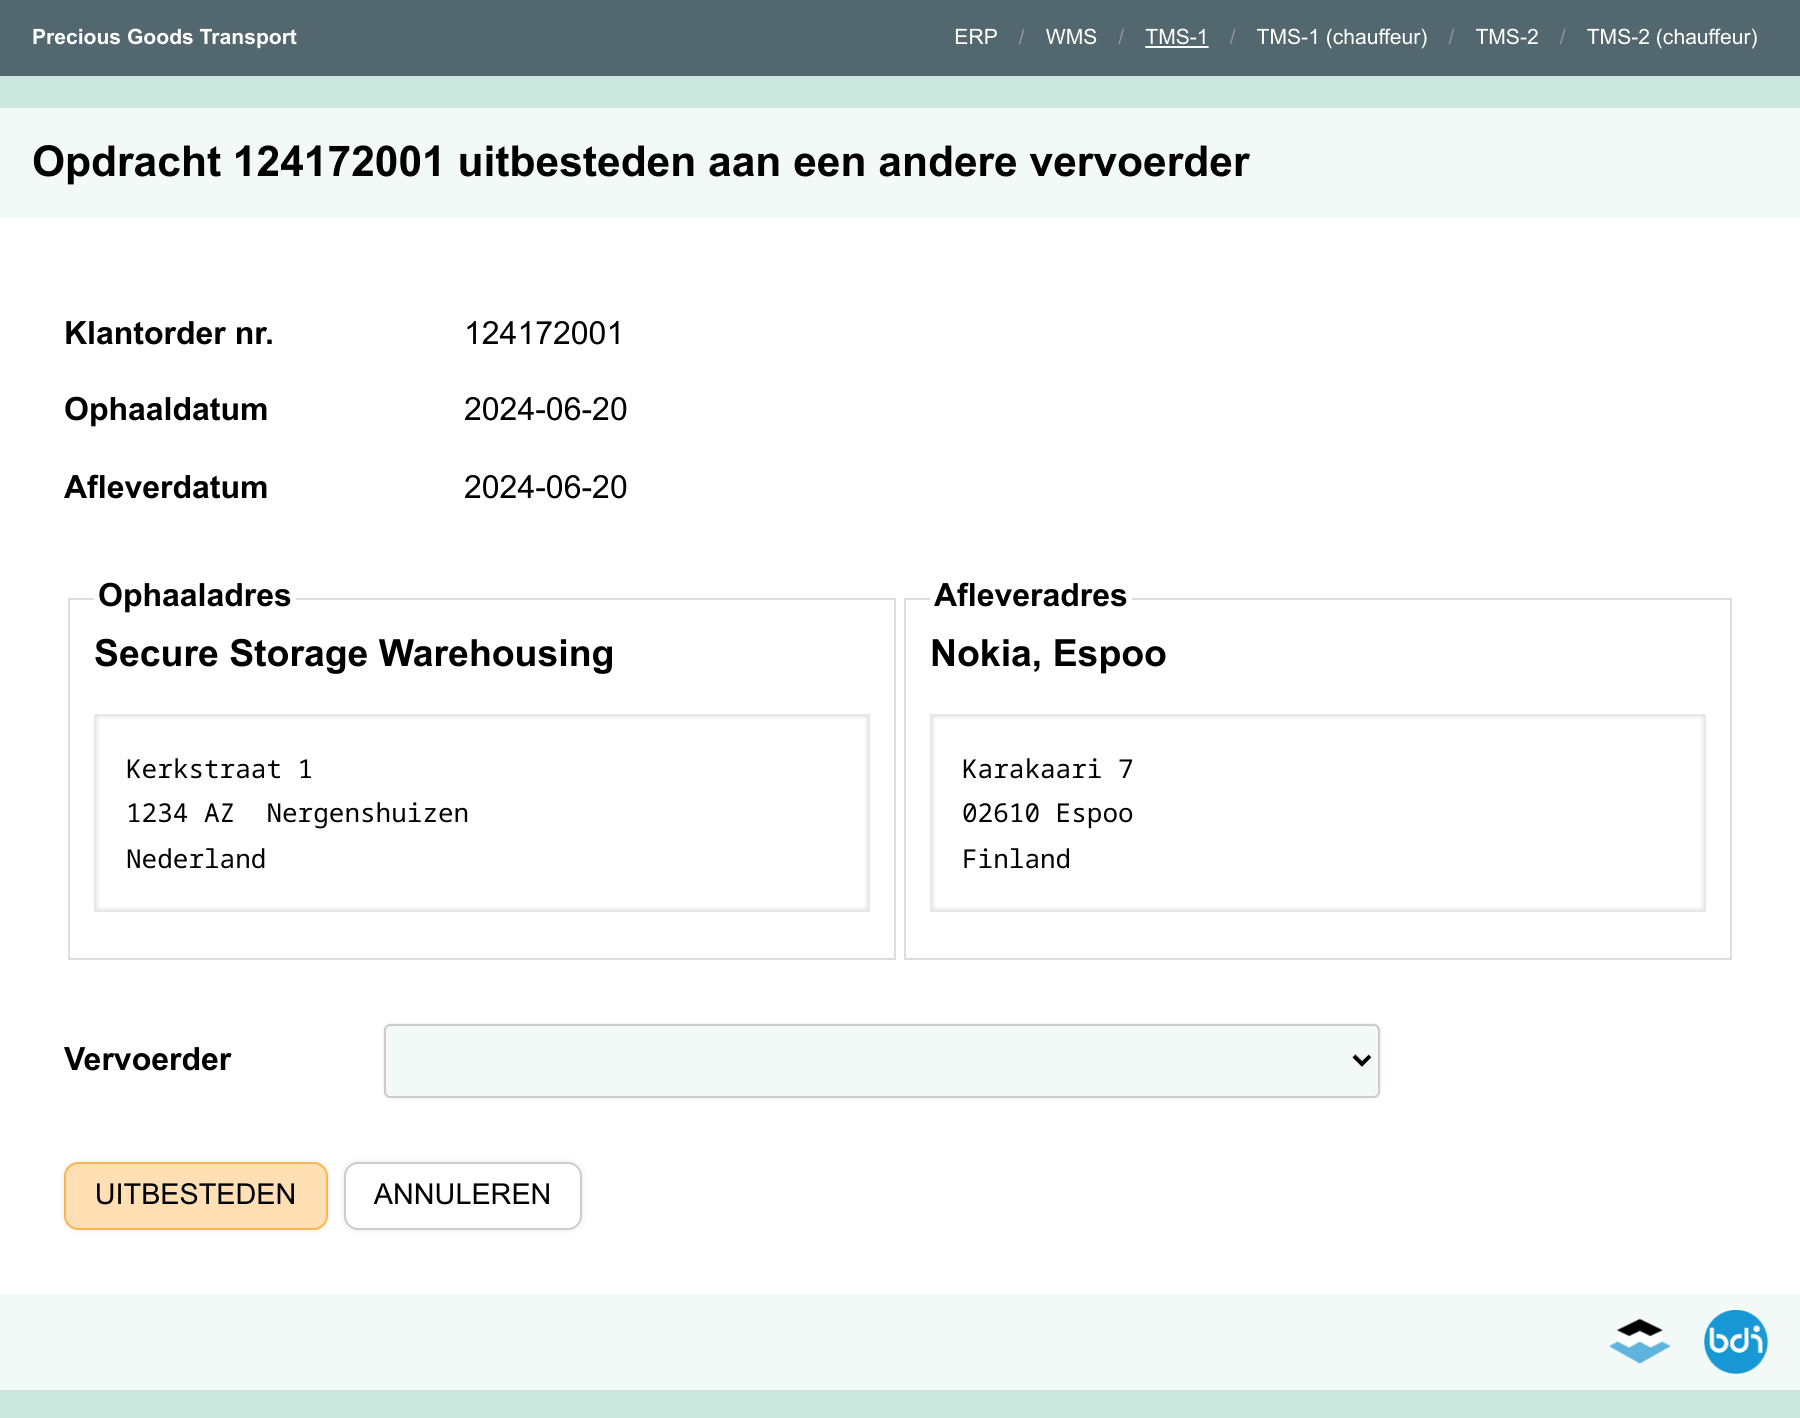 Precious Goods Transport
ERP / WMS / TMS-1 / TMS-1 (chauffeur) / TMS-2 / TMS-2 (chauffeur)
Opdracht 124172001 uitbesteden aan een andere vervoerder
Klantorder nr. 124172001
Ophaaldatum 2024-06-20
Afleverdatum 2024-06-20
Ophaaladres
Secure Storage Warehousing
Kerkstraat 1
1234 AZ  Nergenshuizen
Nederland
Afleveradres
Nokia, Espoo
Karakaari 7
02610 Espoo
Finland
Vervoerder
UITBESTEDEN ANNULEREN
bdi